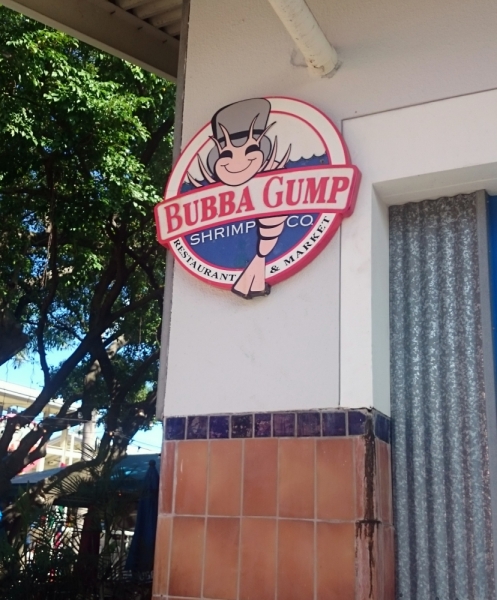 BUBBA GUMP
SHRIMP CO
RESTAURANT & MARKET